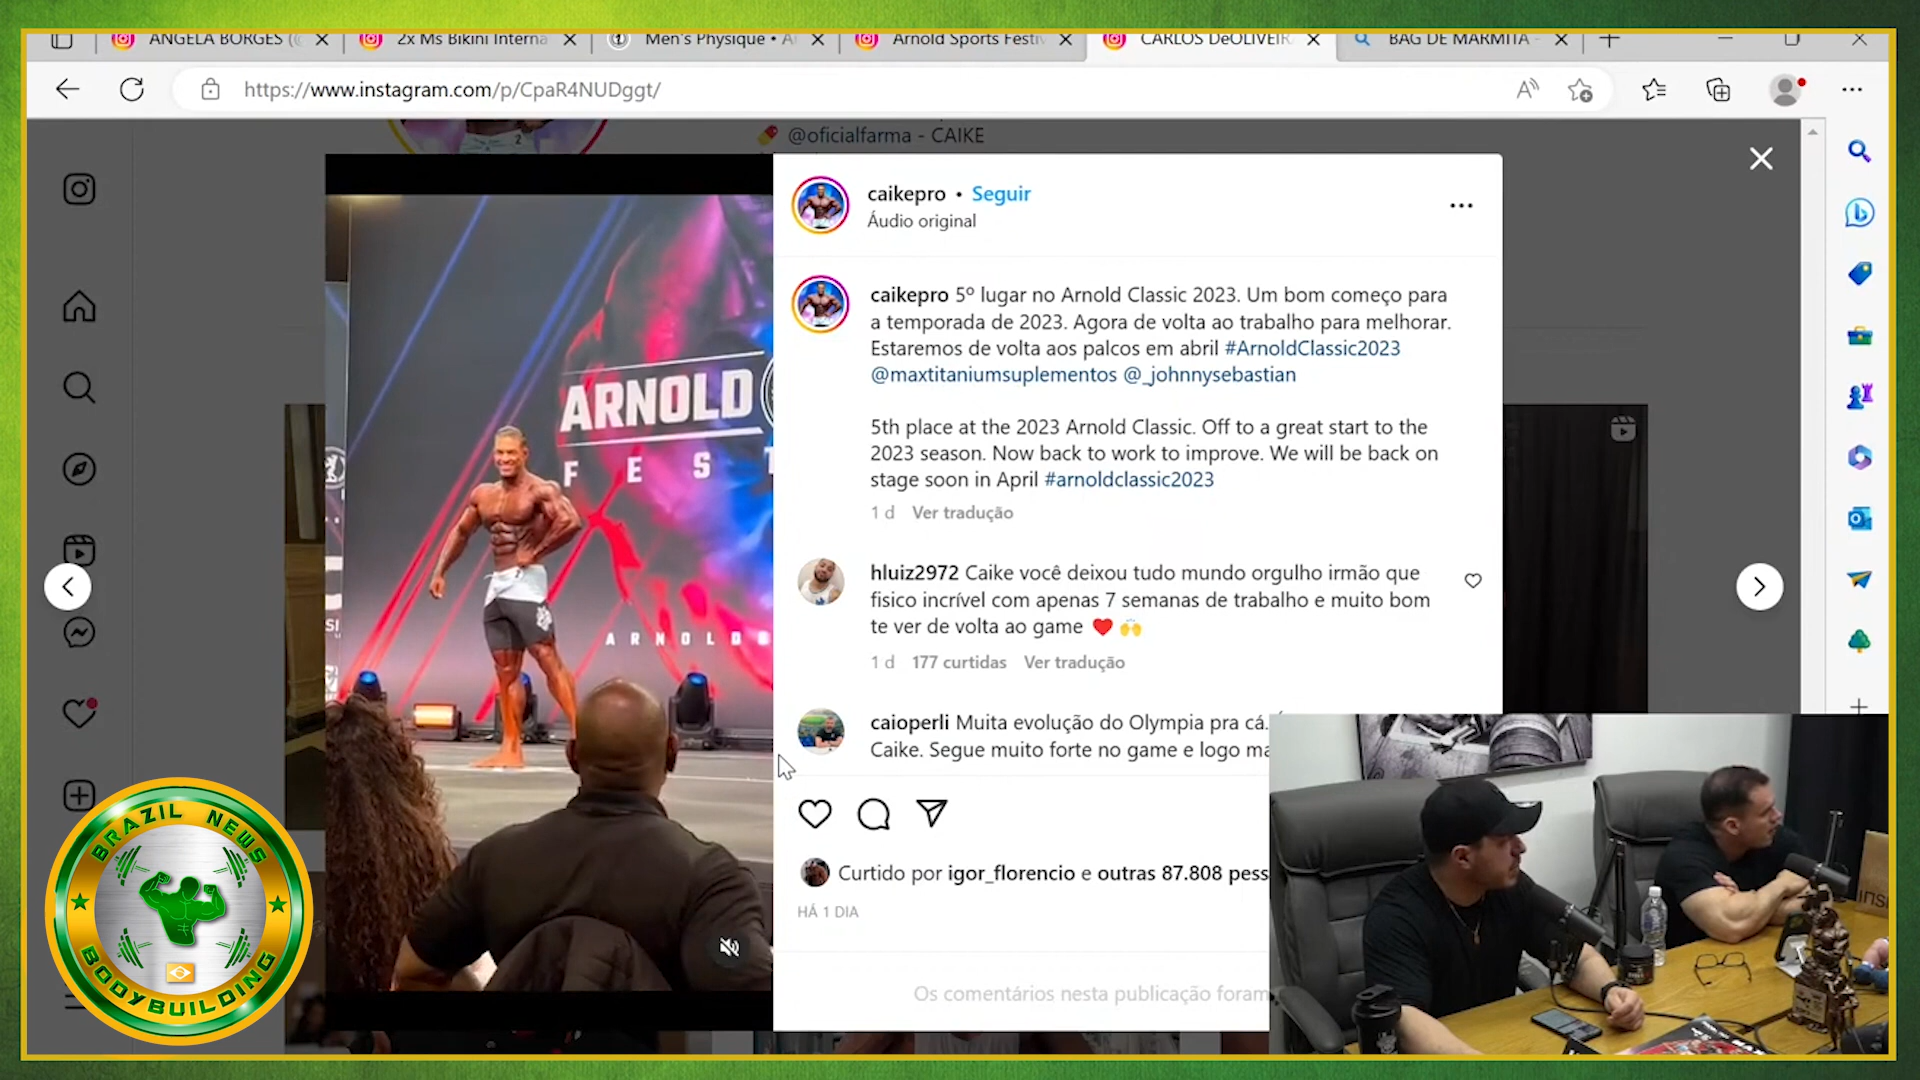 ANGELA BORGES (
2x Ms Bikini Interna
Men's Physique • A
Arnold Sports Festiv
CARLOS DeOLIVEIR
BAG DE MARMITA -
https://www.instagram.com/p/CpaR4NUDggt/
@oficialfarma - CAIKE
caikepro • Seguir
Áudio original
caikepro 5º lugar no Arnold Classic 2023. Um bom começo para
a temporada de 2023. Agora de volta ao trabalho para melhorar.
Estaremos de volta aos palcos em abril #ArnoldClassic2023
@maxtitaniumsuplementos @_johnnysebastian
5th place at the 2023 Arnold Classic. Off to a great start to the
2023 season. Now back to work to improve. We will be back on
stage soon in April #arnoldclassic2023
1 d Ver tradução
hluiz2972 Caike você deixou tudo mundo orgulho irmão que
fisico incrível com apenas 7 semanas de trabalho e muito bom
te ver de volta ao game ❤️ 🙌
1 d 177 curtidas Ver tradução
caioperli Muita evolução do Olympia pra cá.
Caike. Segue muito forte no game e logo ma
Curtido por igor_florencio e outras 87.808 pess
HÁ 1 DIA
Os comentários nesta publicação foram
ARNOLD
F E S T
A R N O L D S
BRAZIL NEWS
BODYBUILDING